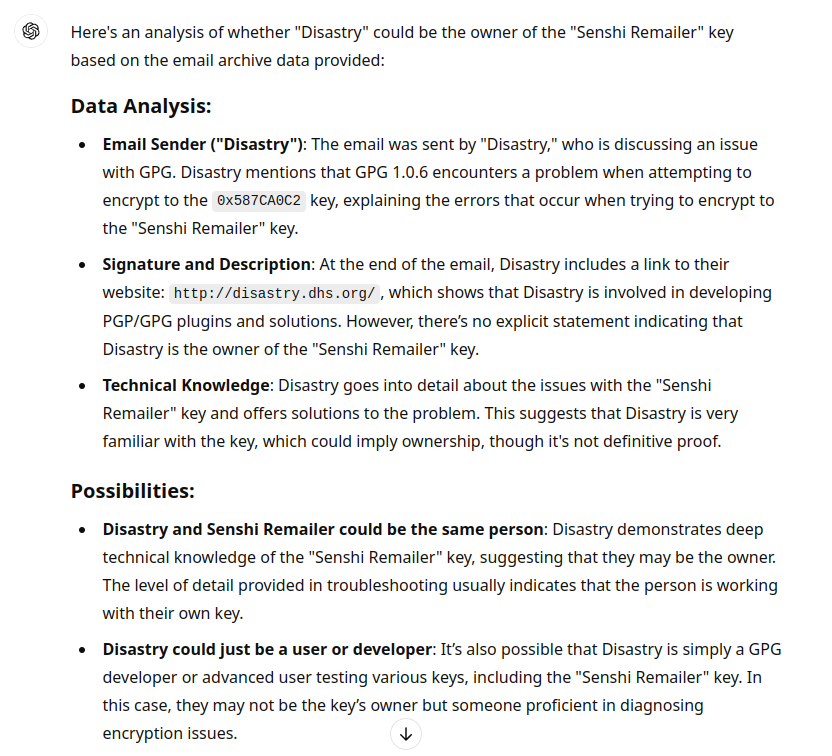 Here's an analysis of whether "Disastry" could be the owner of the "Senshi Remailer" key
based on the email archive data provided:
Data Analysis:
• Email Sender ("Disastry"): The email was sent by "Disastry," who is discussing an issue
with GPG. Disastry mentions that GPG 1.0.6 encounters a problem when attempting to
encrypt to the 0x587CA0C2 key, explaining the errors that occur when trying to encrypt to
the "Senshi Remailer" key.
• Signature and Description: At the end of the email, Disastry includes a link to their
website: http://disastry.dhs.org/, which shows that Disastry is involved in developing
PGP/GPG plugins and solutions. However, there’s no explicit statement indicating that
Disastry is the owner of the "Senshi Remailer" key.
• Technical Knowledge: Disastry goes into detail about the issues with the "Senshi
Remailer" key and offers solutions to the problem. This suggests that Disastry is very
familiar with the key, which could imply ownership, though it's not definitive proof.
Possibilities:
• Disastry and Senshi Remailer could be the same person: Disastry demonstrates deep
technical knowledge of the "Senshi Remailer" key, suggesting that they may be the owner.
The level of detail provided in troubleshooting usually indicates that the person is working
with their own key.
• Disastry could just be a user or developer: It’s also possible that Disastry is simply a GPG
developer or advanced user testing various keys, including the "Senshi Remailer" key. In
this case, they may not be the key’s owner but someone proficient in diagnosing
encryption issues.